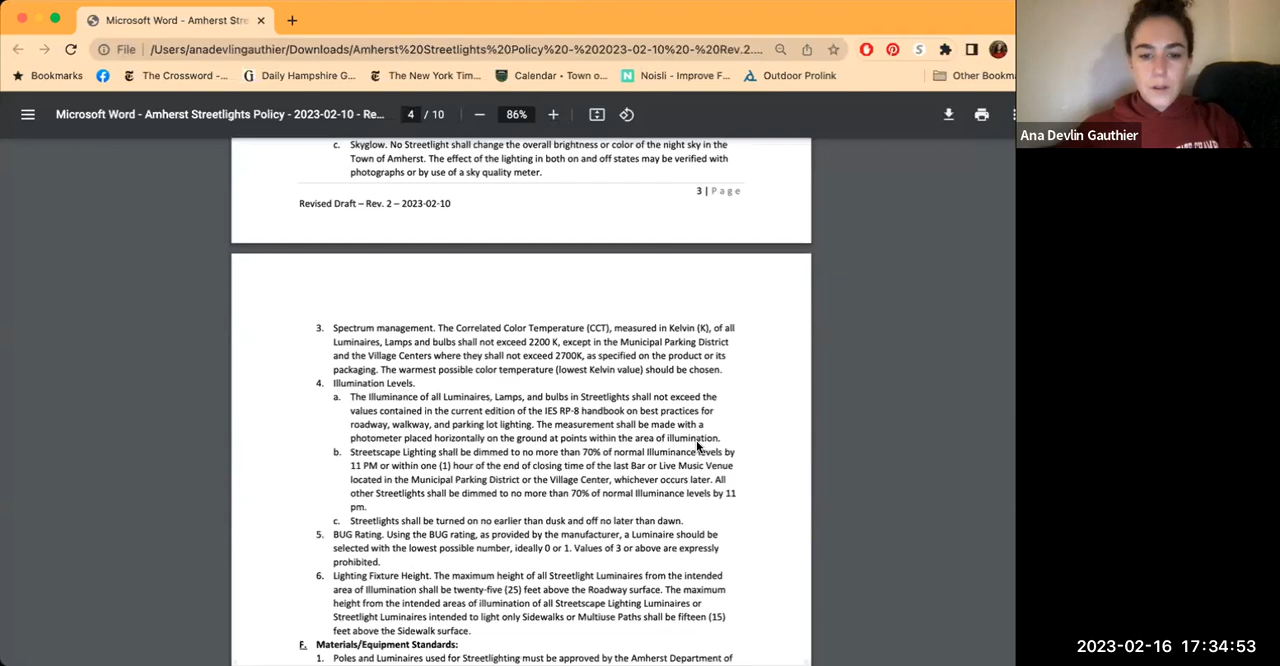 Microsoft Word - Amherst Stre
File /Users/anadevlingauthier/Downloads/Amherst%20Streetlights%20Policy%20-%202023-02-10%20-%20Rev.2....
Bookmarks The Crossword -... Daily Hampshire G... The New York Tim... Calendar • Town o... Noisli - Improve F... Outdoor Prolink Other Bookma
Microsoft Word - Amherst Streetlights Policy - 2023-02-10 - Re... 4 / 10 86%
Ana Devlin Gauthier
c. Skyglow. No Streetlight shall change the overall brightness or color of the night sky in the
Town of Amherst. The effect of the lighting in both on and off states may be verified with
photographs or by use of a sky quality meter.
3 | Page
Revised Draft – Rev. 2 – 2023-02-10
3. Spectrum management. The Correlated Color Temperature (CCT), measured in Kelvin (K), of all
Luminaires, Lamps and bulbs shall not exceed 2200 K, except in the Municipal Parking District
and the Village Centers where they shall not exceed 2700K, as specified on the product or its
packaging. The warmest possible color temperature (lowest Kelvin value) should be chosen.
4. Illumination Levels.
a. The Illuminance of all Luminaires, Lamps, and bulbs in Streetlights shall not exceed the
values contained in the current edition of the IES RP-8 handbook on best practices for
roadway, walkway, and parking lot lighting. The measurement shall be made with a
photometer placed horizontally on the ground at points within the area of illumination.
b. Streetscape Lighting shall be dimmed to no more than 70% of normal Illuminance levels by
11 PM or within one (1) hour of the end of closing time of the last Bar or Live Music Venue
located in the Municipal Parking District or the Village Center, whichever occurs later. All
other Streetlights shall be dimmed to no more than 70% of normal Illuminance levels by 11
pm.
c. Streetlights shall be turned on no earlier than dusk and off no later than dawn.
5. BUG Rating. Using the BUG rating, as provided by the manufacturer, a Luminaire should be
selected with the lowest possible number, ideally 0 or 1. Values of 3 or above are expressly
prohibited.
6. Lighting Fixture Height. The maximum height of all Streetlight Luminaires from the intended
area of Illumination shall be twenty-five (25) feet above the Roadway surface. The maximum
height from the intended areas of illumination of all Streetscape Lighting Luminaires or
Streetlight Luminaires intended to light only Sidewalks or Multiuse Paths shall be fifteen (15)
feet above the Sidewalk surface.
F. Materials/Equipment Standards:
1. Poles and Luminaires used for Streetlighting must be approved by the Amherst Department of
2023-02-16 17:34:53